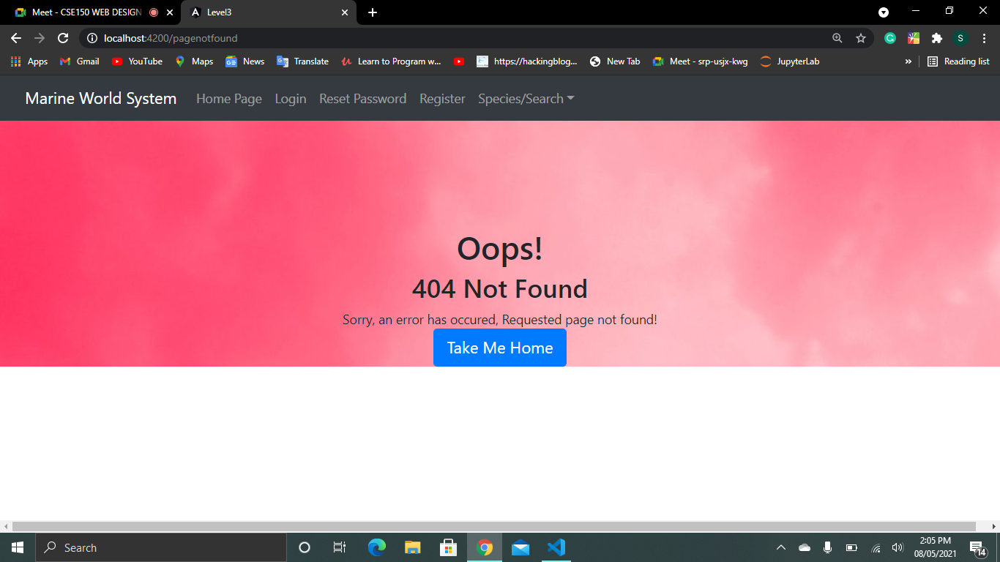 Meet - CSE150 WEB DESIGN
Level3
localhost:4200/pagenotfound
S
Apps
Gmail
YouTube
Maps
News
Translate
Learn to Program w...
https://hackingblog...
New Tab
Meet - srp-usjx-kwg
JupyterLab
»
Reading list
Marine World System
Home Page
Login
Reset Password
Register
Species/Search
Oops!
404 Not Found
Sorry, an error has occured, Requested page not found!
Take Me Home
Search
2:05 PM
08/05/2021
14